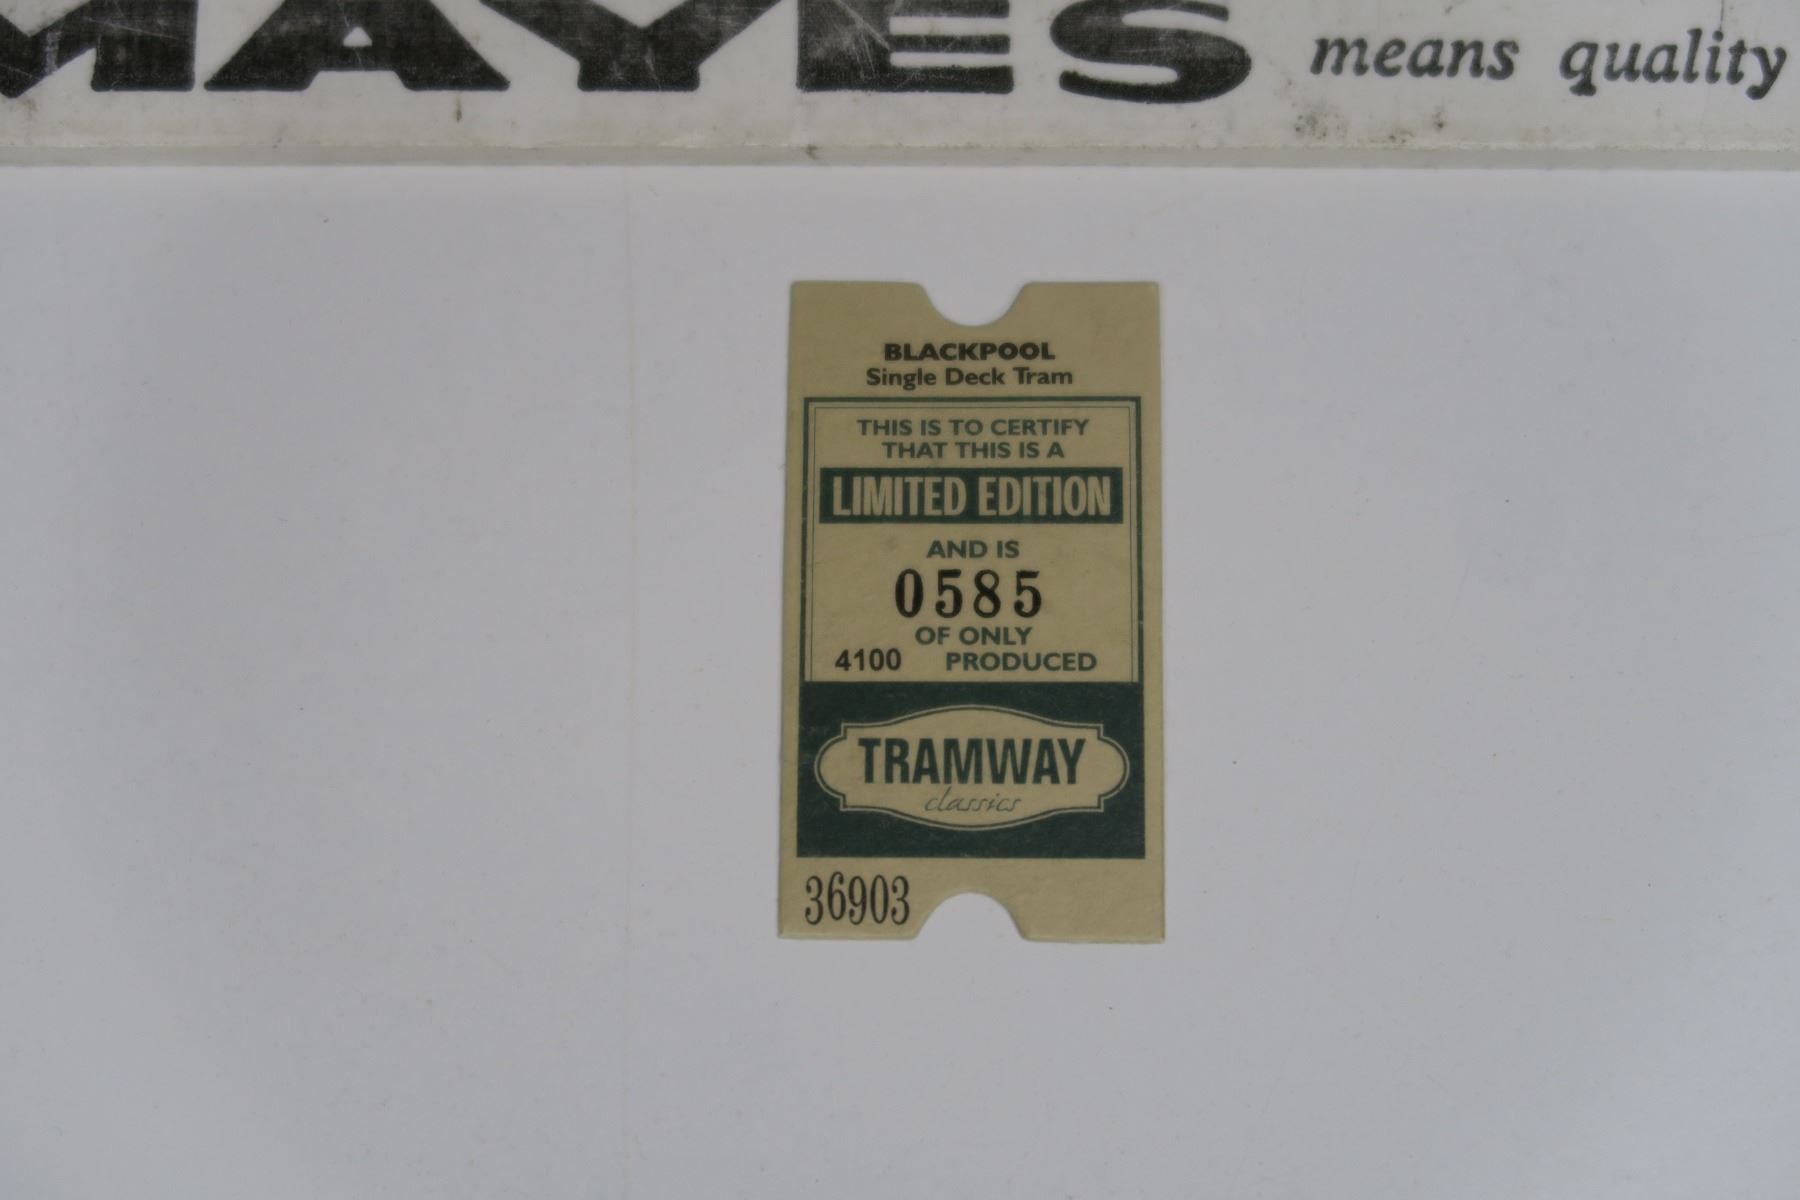 MAYES means quality
BLACKPOOL
Single Deck Tram
THIS IS TO CERTIFY
THAT THIS IS A
LIMITED EDITION
AND IS
0585
OF ONLY
4100 PRODUCED
TRAMWAY
classics
36903